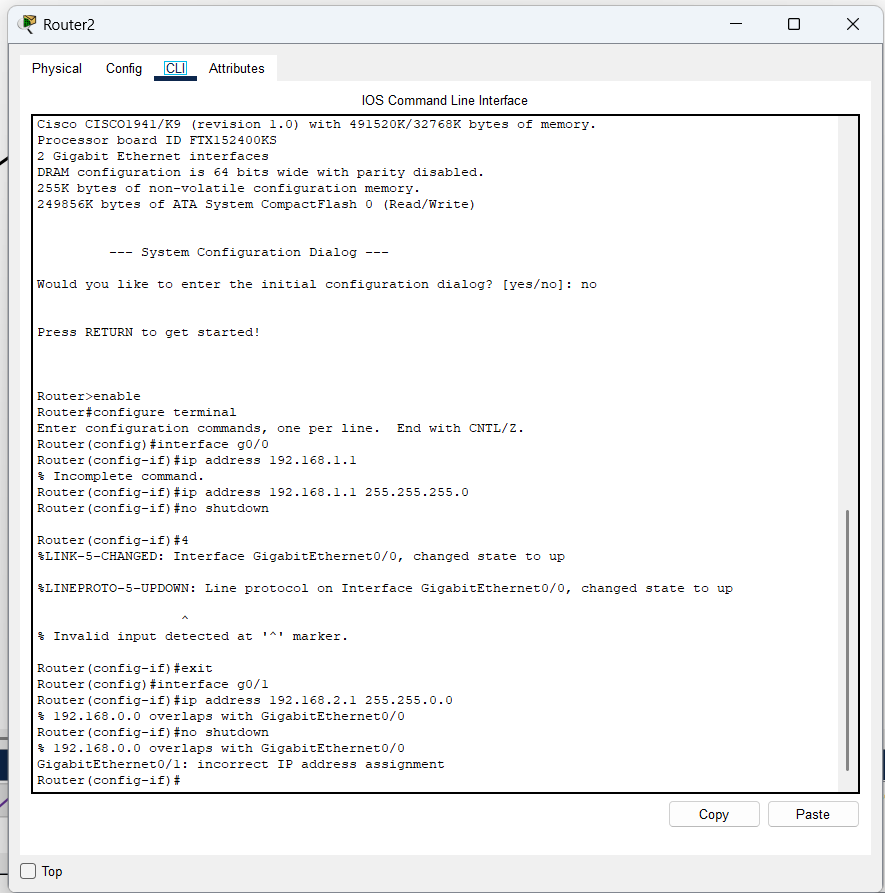 Router2
Physical Config CLI Attributes
IOS Command Line Interface
Cisco CISCO1941/K9 (revision 1.0) with 491520K/32768K bytes of memory.
Processor board ID FTX152400KS
2 Gigabit Ethernet interfaces
DRAM configuration is 64 bits wide with parity disabled.
255K bytes of non-volatile configuration memory.
249856K bytes of ATA System CompactFlash 0 (Read/Write)
--- System Configuration Dialog ---
Would you like to enter the initial configuration dialog? [yes/no]: no
Press RETURN to get started!
Router>enable
Router#configure terminal
Enter configuration commands, one per line.  End with CNTL/Z.
Router(config)#interface g0/0
Router(config-if)#ip address 192.168.1.1
% Incomplete command.
Router(config-if)#ip address 192.168.1.1 255.255.255.0
Router(config-if)#no shutdown
Router(config-if)#4
%LINK-5-CHANGED: Interface GigabitEthernet0/0, changed state to up
%LINEPROTO-5-UPDOWN: Line protocol on Interface GigabitEthernet0/0, changed state to up
^
% Invalid input detected at '^' marker.
Router(config-if)#exit
Router(config)#interface g0/1
Router(config-if)#ip address 192.168.2.1 255.255.0.0
% 192.168.0.0 overlaps with GigabitEthernet0/0
Router(config-if)#no shutdown
% 192.168.0.0 overlaps with GigabitEthernet0/0
GigabitEthernet0/1: incorrect IP address assignment
Router(config-if)#
Copy Paste
Top